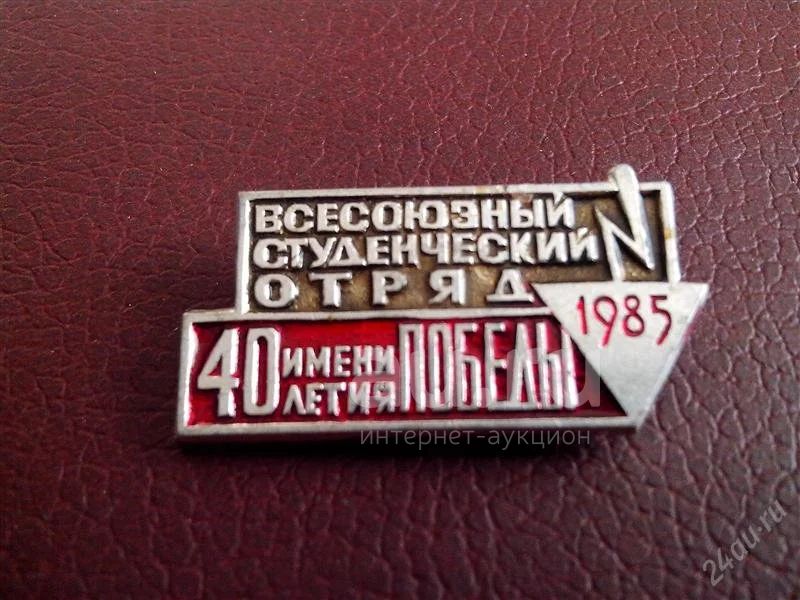 ВСЕСОЮЗНЫЙ
СТУДЕНЧЕСКИЙ
ОТРЯД
1985
40 ИМЕНИ ЛЕТИЯ ПОБЕДЫ
интернет-аукцион
24au.ru